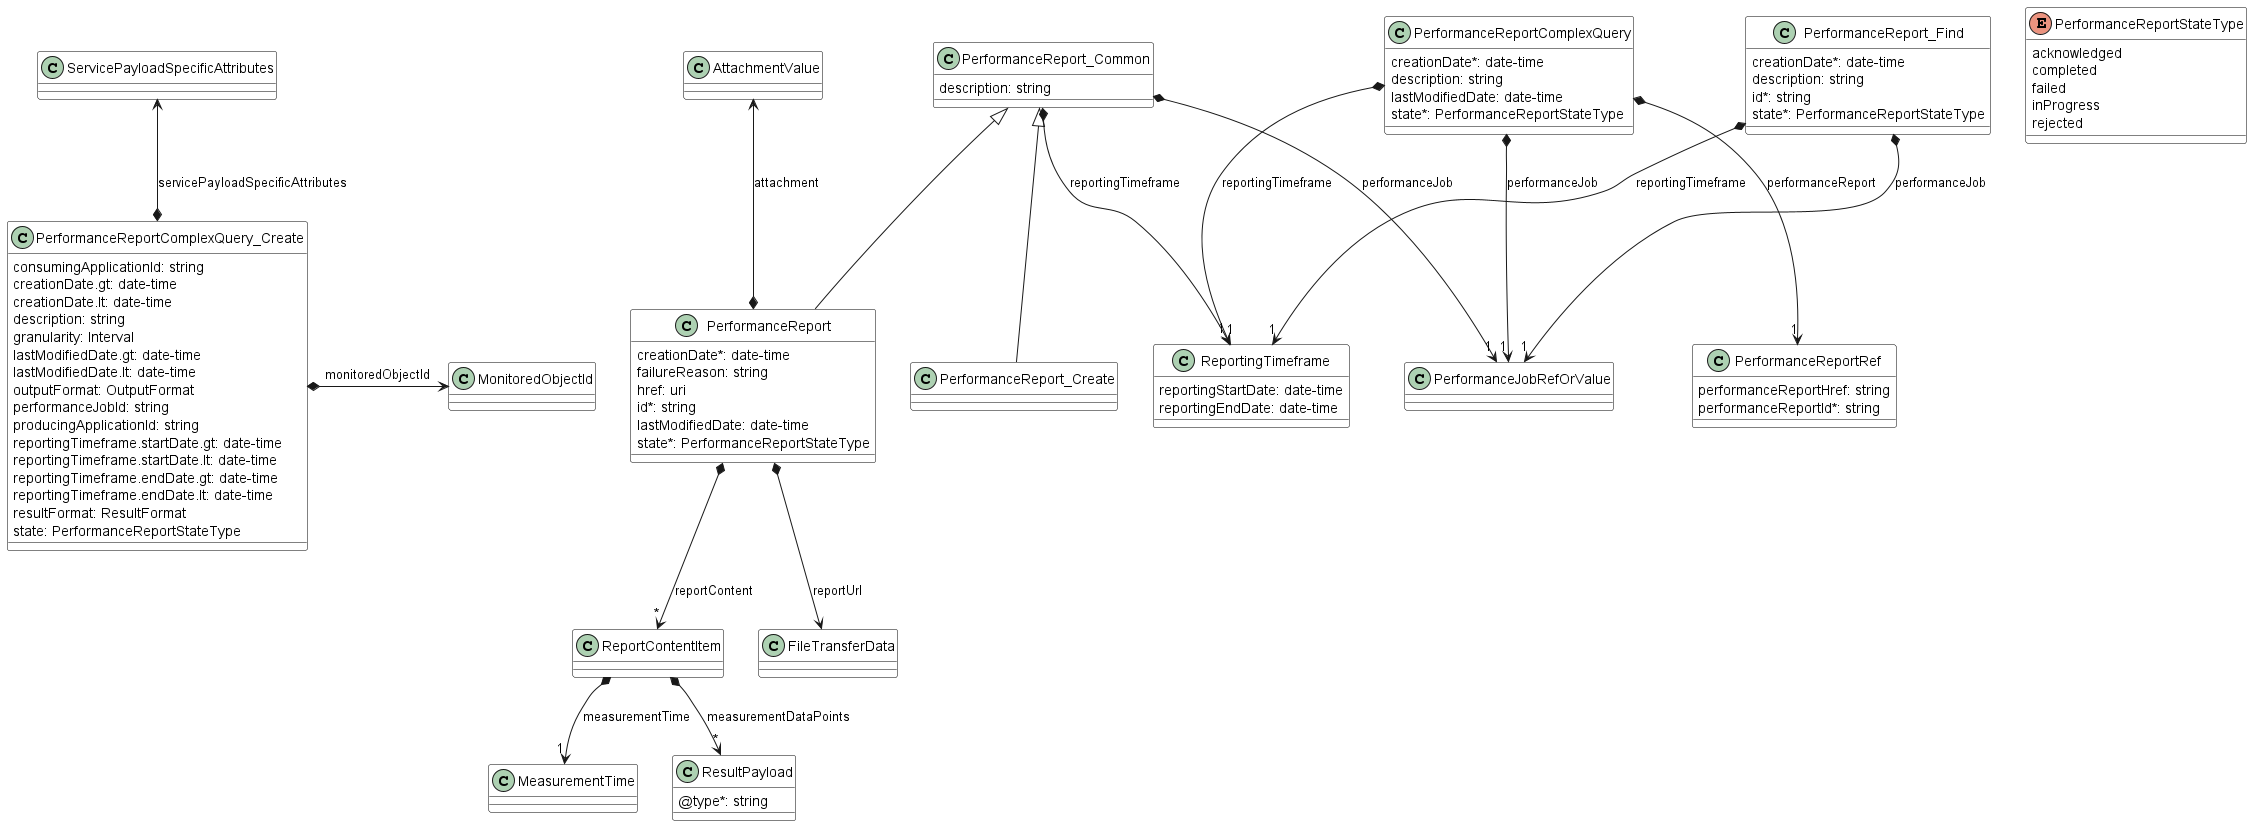 C ServicePayloadSpecificAttributes
C AttachmentValue
C PerformanceReport_Common
description: string
C PerformanceReportComplexQuery
creationDate*: date-time
description: string
lastModifiedDate: date-time
state*: PerformanceReportStateType
C PerformanceReport_Find
creationDate*: date-time
description: string
id*: string
state*: PerformanceReportStateType
E PerformanceReportStateType
acknowledged
completed
failed
inProgress
rejected
servicePayloadSpecificAttributes
attachment
reportingTimeframe
reportingTimeframe
performanceJob
performanceJob
reportingTimeframe
performanceReport
performanceJob
C PerformanceReportComplexQuery_Create
consumingApplicationId: string
creationDate.gt: date-time
creationDate.lt: date-time
description: string
granularity: Interval
lastModifiedDate.gt: date-time
lastModifiedDate.lt: date-time
outputFormat: OutputFormat
performanceJobId: string
producingApplicationId: string
reportingTimeframe.startDate.gt: date-time
reportingTimeframe.startDate.lt: date-time
reportingTimeframe.endDate.gt: date-time
reportingTimeframe.endDate.lt: date-time
resultFormat: ResultFormat
state: PerformanceReportStateType
monitoredObjectId
C MonitoredObjectId
C PerformanceReport
creationDate*: date-time
failureReason: string
href: uri
id*: string
lastModifiedDate: date-time
state*: PerformanceReportStateType
C PerformanceReport_Create
1
1
1
C ReportingTimeframe
reportingStartDate: date-time
reportingEndDate: date-time
1
1
1
C PerformanceJobRefOrValue
1
C PerformanceReportRef
performanceReportHref: string
performanceReportId*: string
reportContent
reportUrl
*
C ReportContentItem
C FileTransferData
measurementTime
measurementDataPoints
1
*
C MeasurementTime
C ResultPayload
@type*: string